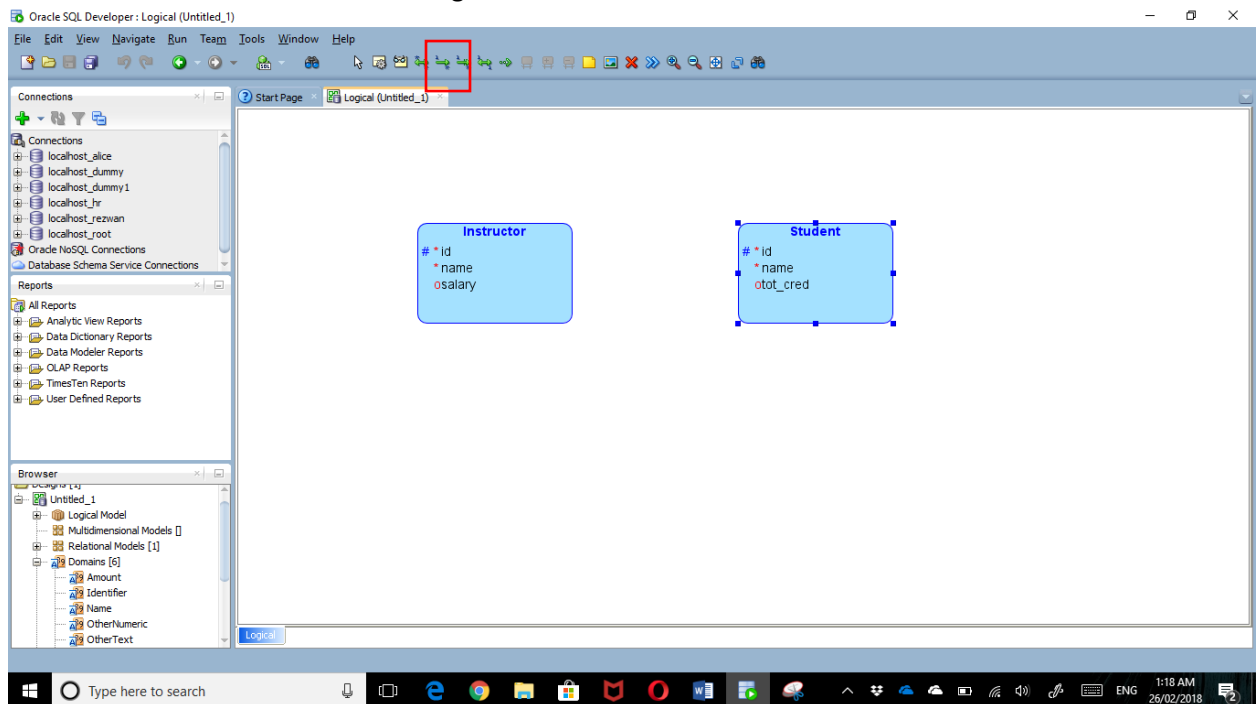 Oracle SQL Developer : Logical (Untitled_1)
File Edit View Navigate Run Team Tools Window Help
Connections
Start Page
Logical (Untitled_1)
Connections
localhost_alice
localhost_dummy
localhost_dummy1
localhost_hr
localhost_rezwan
localhost_root
Oracle NoSQL Connections
Database Schema Service Connections
Reports
All Reports
Analytic View Reports
Data Dictionary Reports
Data Modeler Reports
OLAP Reports
TimesTen Reports
User Defined Reports
Instructor
# * id
* name
o salary
Student
# * id
* name
o tot_cred
Browser
Designs [1]
Untitled_1
Logical Model
Multidimensional Models []
Relational Models [1]
Domains [6]
Amount
Identifier
Name
OtherNumeric
OtherText
Logical
Type here to search
ENG
1:18 AM
26/02/2018
2